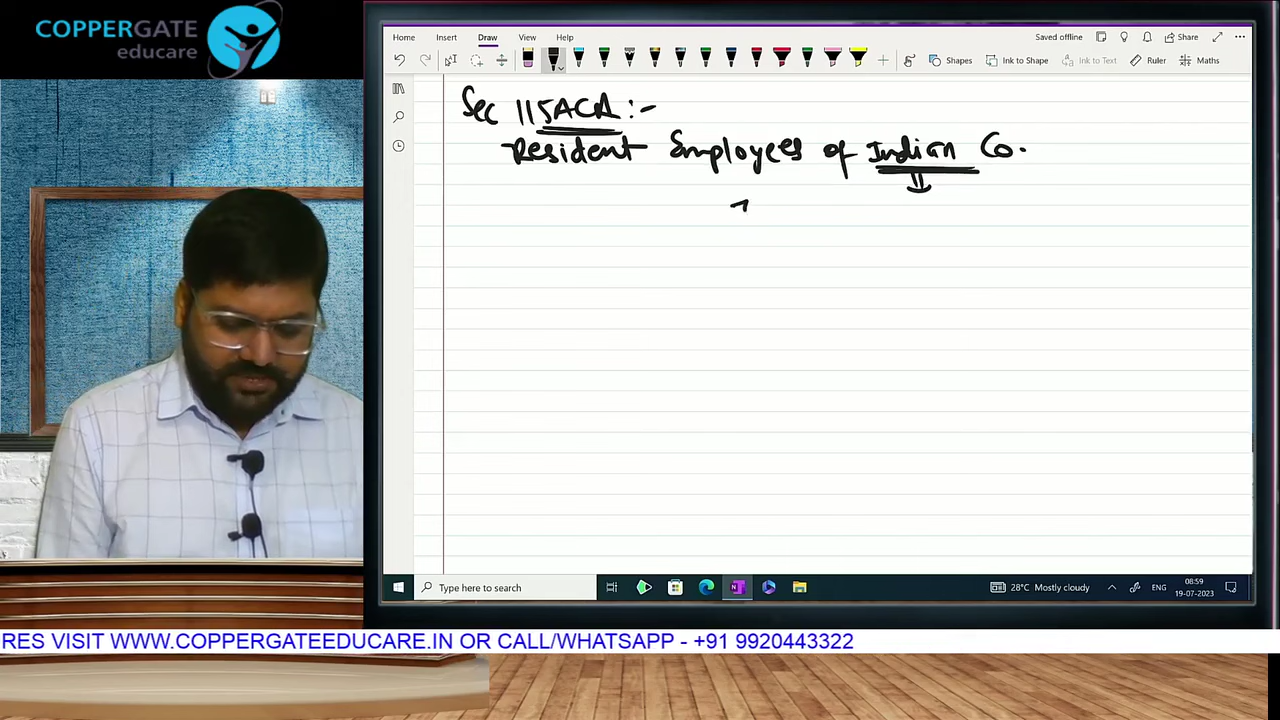 COPPERGATE
educare
Saved offline
Share
Home Insert Draw View Help
Shapes
Ink to Shape
Ink to Text
Ruler
Maths
Sec 115ACA:-
Resident Employees of Indian Co.
Type here to search
28°C Mostly cloudy
ENG
08:59
19-07-2023
RES VISIT WWW.COPPERGATEEDUCARE.IN OR CALL/WHATSAPP - +91 9920443322